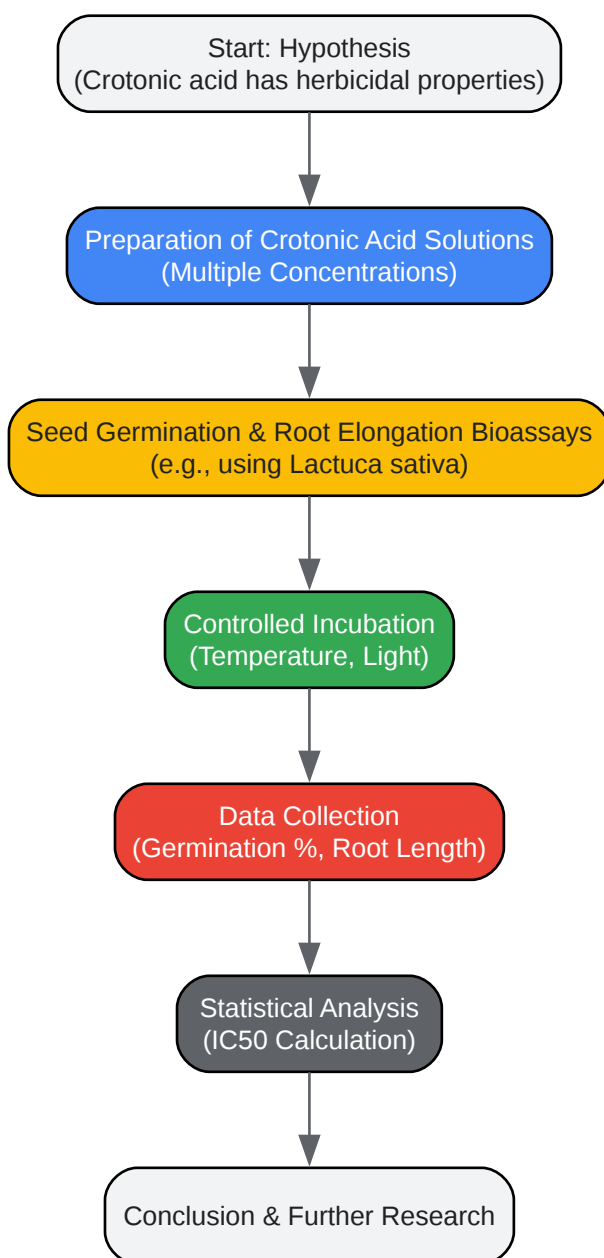 Start: Hypothesis
(Crotonic acid has herbicidal properties)
Preparation of Crotonic Acid Solutions
(Multiple Concentrations)
Seed Germination & Root Elongation Bioassays
(e.g., using Lactuca sativa)
Controlled Incubation
(Temperature, Light)
Data Collection
(Germination %, Root Length)
Statistical Analysis
(IC50 Calculation)
Conclusion & Further Research